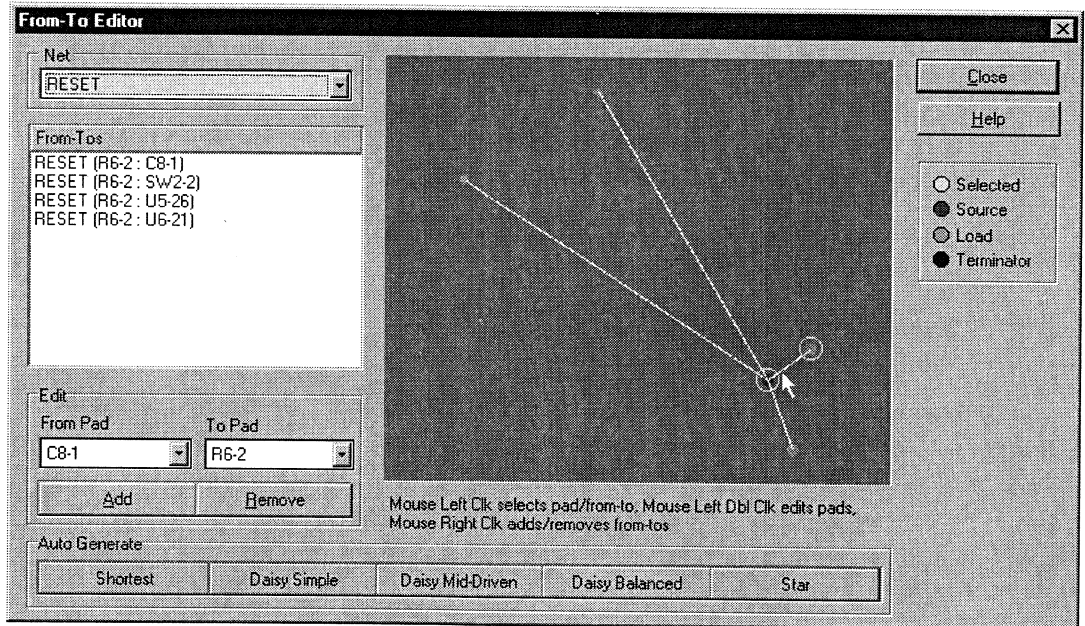 From-To Editor
Net
RESET
From-Tos
RESET (R6-2 : C8-1)
RESET (R6-2 : SW2-2)
RESET (R6-2 : U5-26)
RESET (R6-2 : U6-21)
Edit
From Pad
To Pad
C8-1
R6-2
Add
Remove
Mouse Left Clk selects pad/from-to, Mouse Left Dbl Clk edits pads,
Mouse Right Clk adds/removes from-tos
Auto Generate
Shortest
Daisy Simple
Daisy Mid-Driven
Daisy Balanced
Star
Close
Help
Selected
Source
Load
Terminator